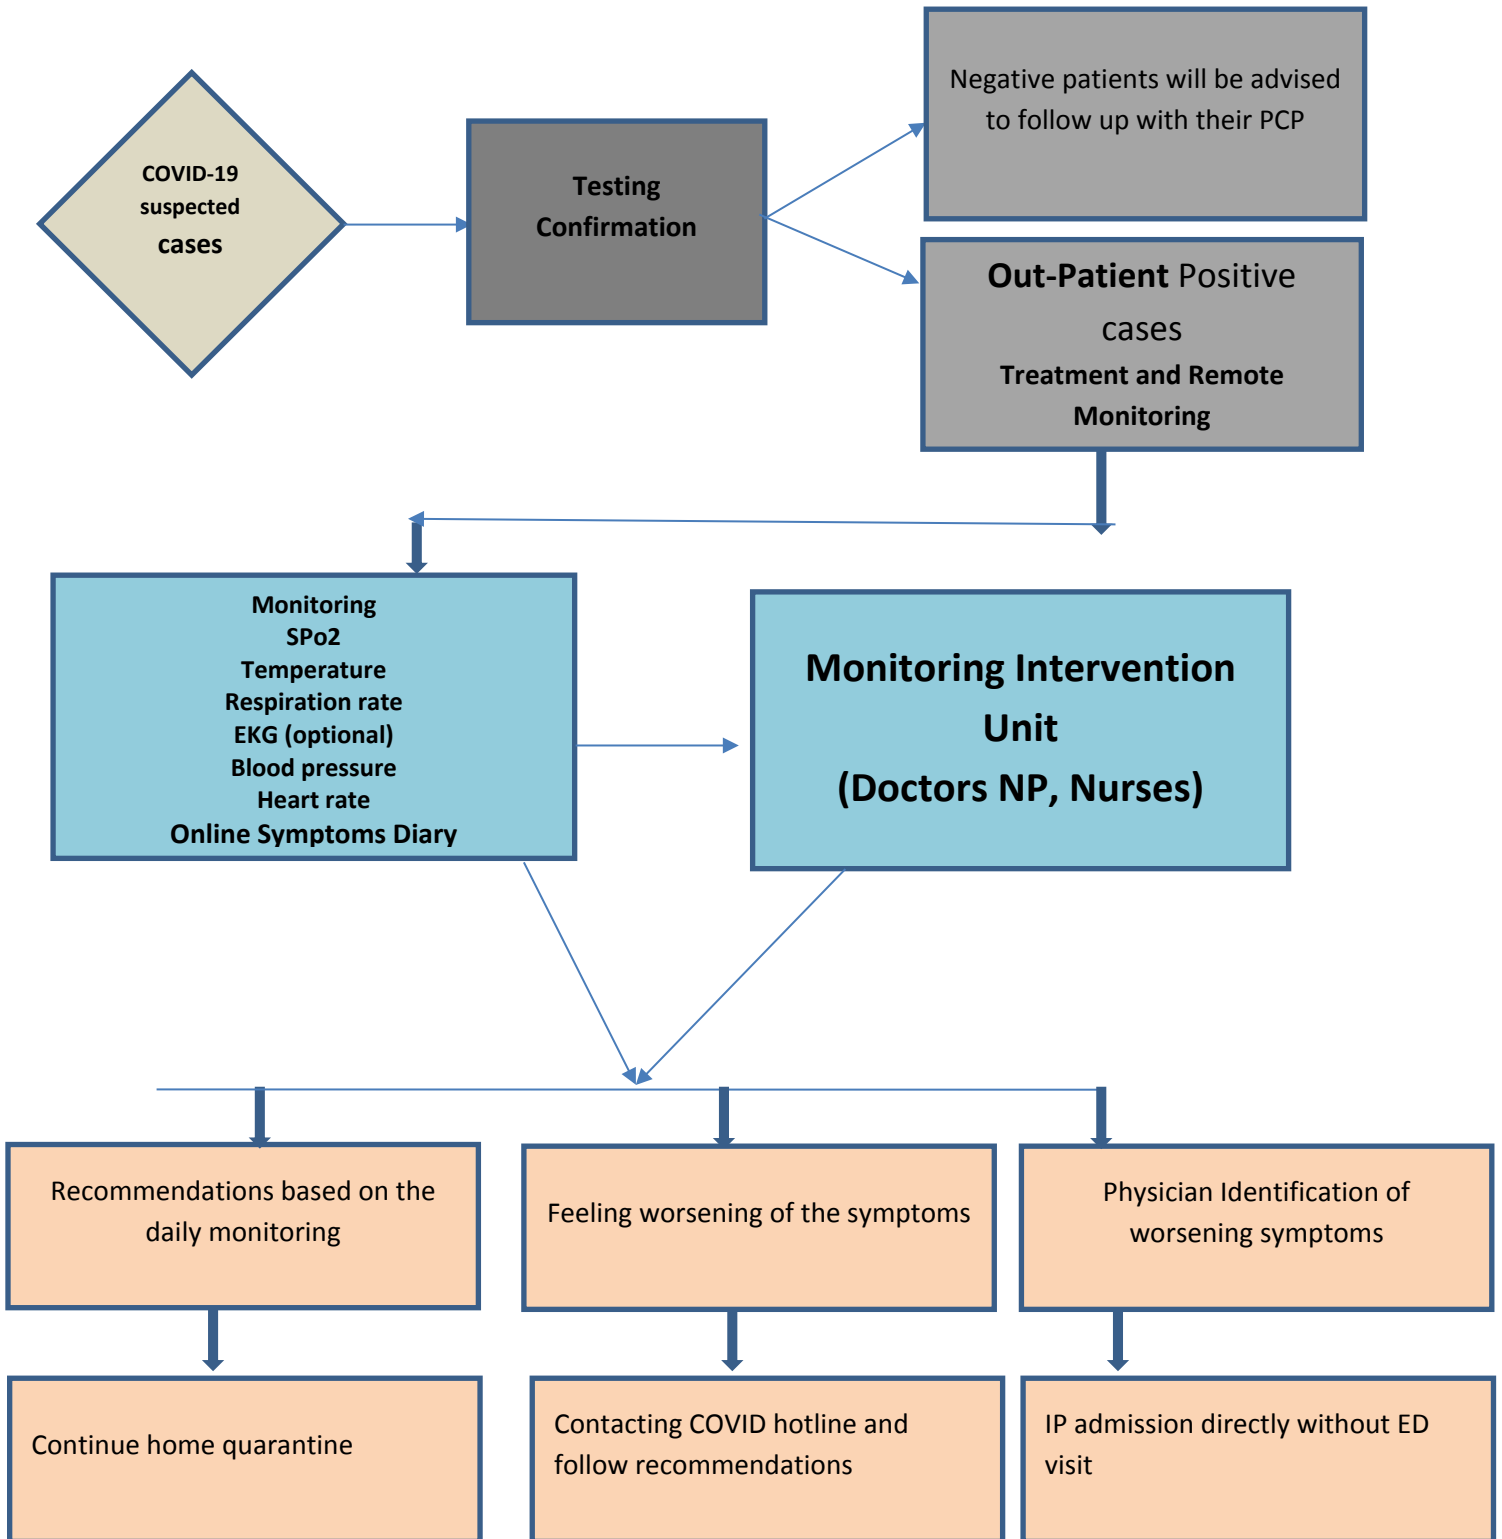 COVID-19
suspected
cases
Testing
Confirmation
Negative patients will be advised
to follow up with their PCP
Out-Patient Positive
cases
Treatment and Remote
Monitoring
Monitoring
SPo2
Temperature
Respiration rate
EKG (optional)
Blood pressure
Heart rate
Online Symptoms Diary
Monitoring Intervention
Unit
(Doctors NP, Nurses)
Recommendations based on the
daily monitoring
Feeling worsening of the symptoms
Physician Identification of
worsening symptoms
Continue home quarantine
Contacting COVID hotline and
follow recommendations
IP admission directly without ED
visit